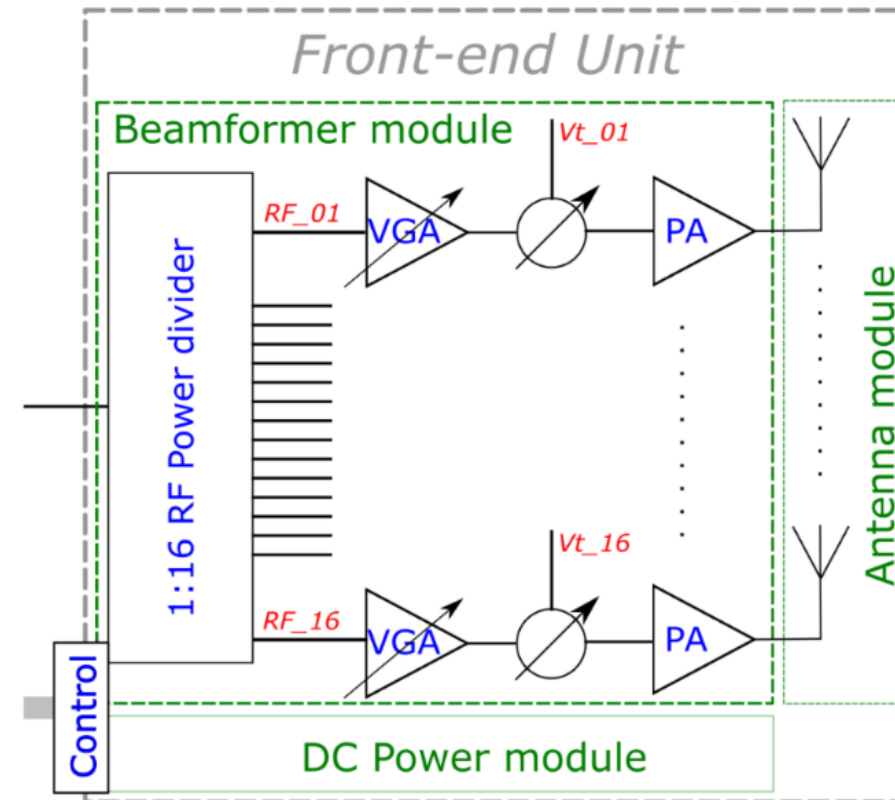 Front-end Unit
Beamformer module
Vt_01
RF_01
VGA
PA
1:16 RF Power divider
Antenna module
Vt_16
RF_16
VGA
PA
Control
DC Power module